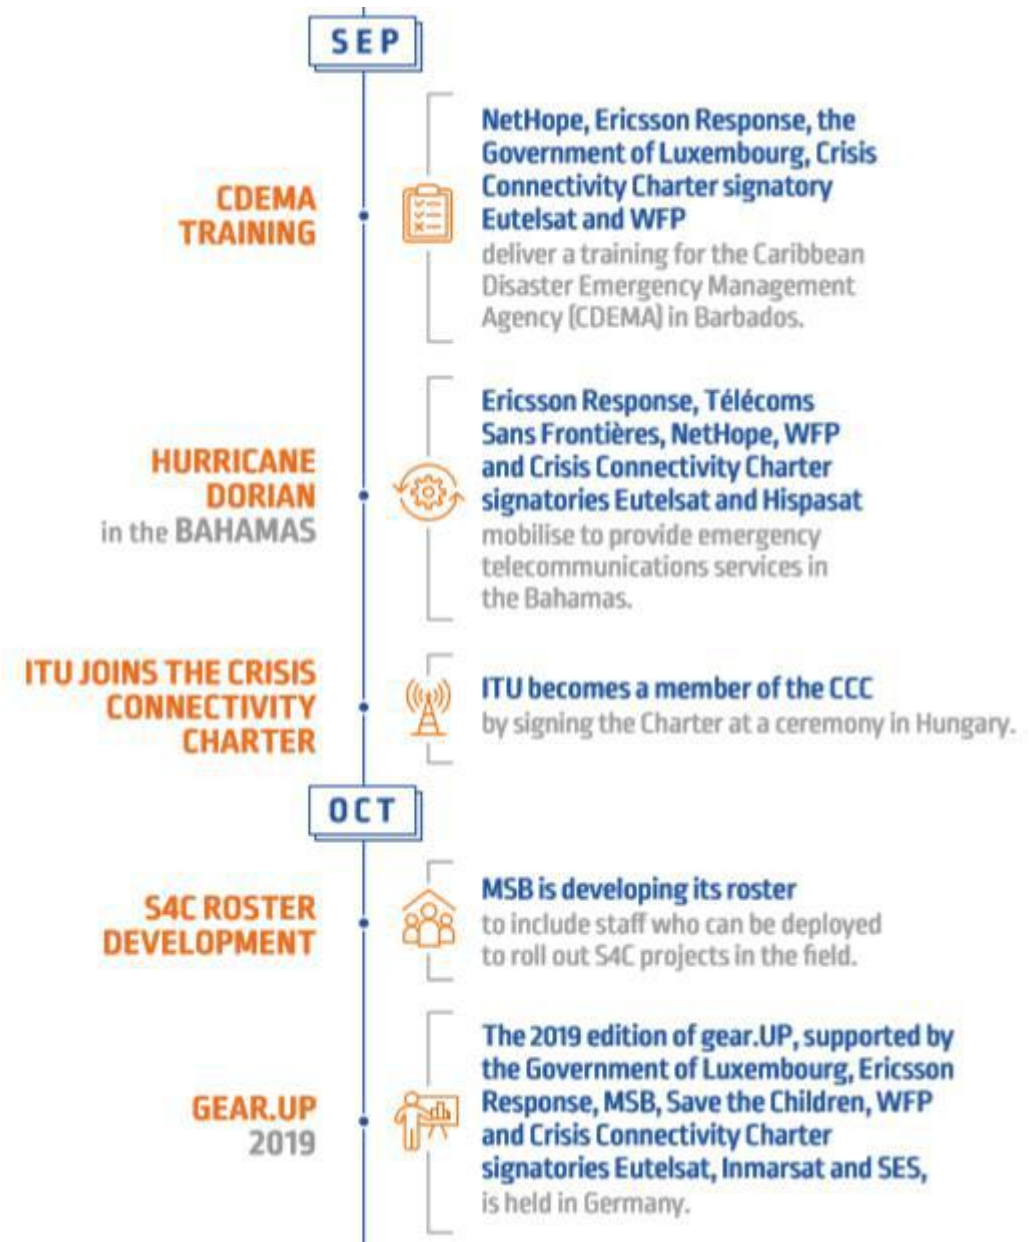 SEP
CDEMA
TRAINING
NetHope, Ericsson Response, the
Government of Luxembourg, Crisis
Connectivity Charter signatory
Eutelsat and WFP
deliver a training for the Caribbean
Disaster Emergency Management
Agency (CDEMA) in Barbados.
HURRICANE
DORIAN
in the BAHAMAS
Ericsson Response, Télécoms
Sans Frontières, NetHope, WFP
and Crisis Connectivity Charter
signatories Eutelsat and Hispasat
mobilise to provide emergency
telecommunications services in
the Bahamas.
ITU JOINS THE CRISIS
CONNECTIVITY
CHARTER
ITU becomes a member of the CCC
by signing the Charter at a ceremony in Hungary.
OCT
S4C ROSTER
DEVELOPMENT
MSB is developing its roster
to include staff who can be deployed
to roll out S4C projects in the field.
GEAR.UP
2019
The 2019 edition of gear.UP, supported by
the Government of Luxembourg, Ericsson
Response, MSB, Save the Children, WFP
and Crisis Connectivity Charter
signatories Eutelsat, Inmarsat and SES,
is held in Germany.